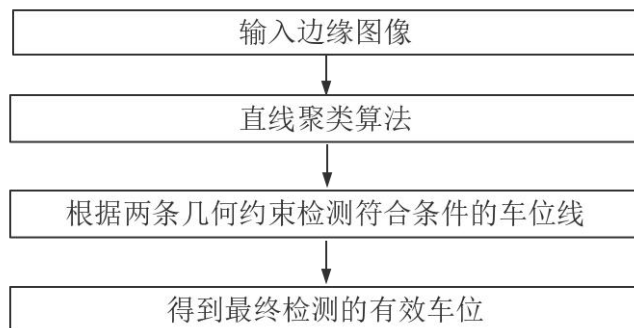 输入边缘图像
直线聚类算法
根据两条几何约束检测符合条件的车位线
得到最终检测的有效车位